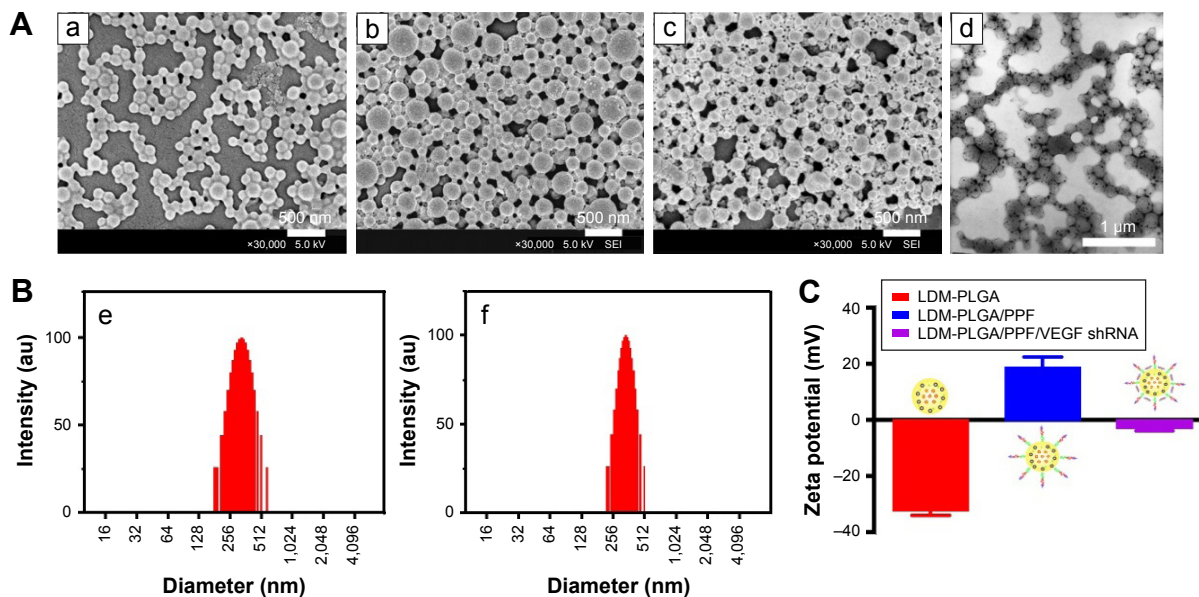 A
a
b
c
d
500 nm
×30,000 5.0 kV
500 nm
×30,000 5.0 kV SEI
500 nm
×30,000 5.0 kV SEI
1 µm
B
e
100
50
0
Intensity (au)
16 32 64 128 256 512 1,024 2,048 4,096
Diameter (nm)
f
100
50
0
Intensity (au)
16 32 64 128 256 512 1,024 2,048 4,096
Diameter (nm)
C
LDM-PLGA
LDM-PLGA/PPF
LDM-PLGA/PPF/VEGF shRNA
40
20
0
–20
–40
Zeta potential (mV)